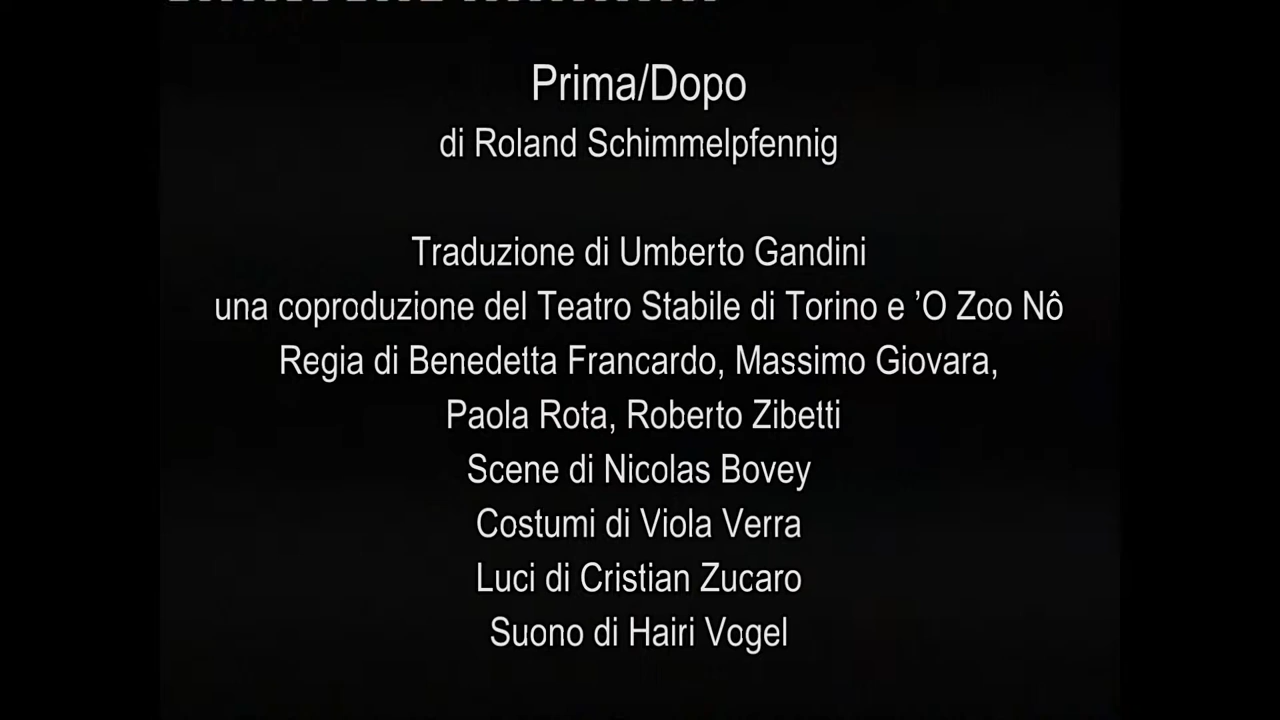 Prima/Dopo
di Roland Schimmelpfennig
Traduzione di Umberto Gandini
una coproduzione del Teatro Stabile di Torino e ’O Zoo Nô
Regia di Benedetta Francardo, Massimo Giovara,
Paola Rota, Roberto Zibetti
Scene di Nicolas Bovey
Costumi di Viola Verra
Luci di Cristian Zucaro
Suono di Hairi Vogel